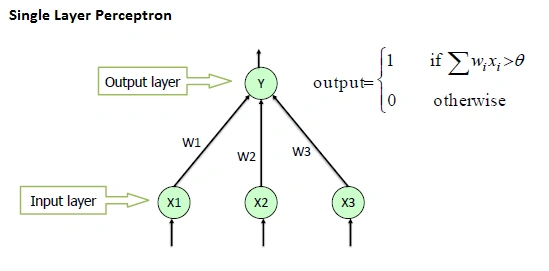 Single Layer Perceptron
Output layer
Y
output= {1 if ∑wᵢxᵢ>θ
0 otherwise
W1
W2
W3
Input layer
X1
X2
X3